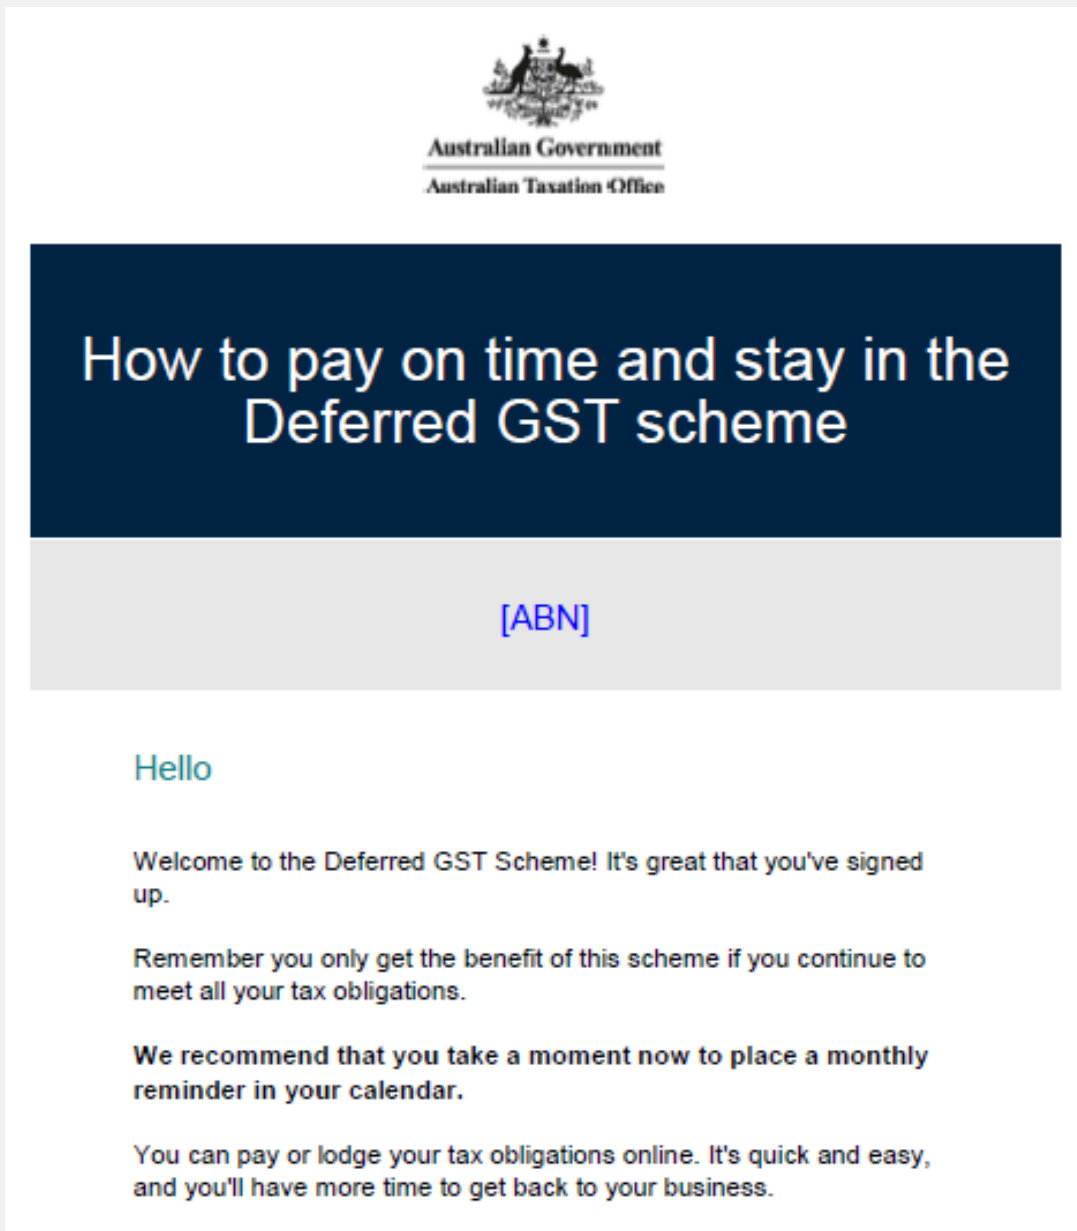 Australian Government
Australian Taxation Office
How to pay on time and stay in the
Deferred GST scheme
[ABN]
Hello
Welcome to the Deferred GST Scheme! It's great that you've signed
up.
Remember you only get the benefit of this scheme if you continue to
meet all your tax obligations.
We recommend that you take a moment now to place a monthly
reminder in your calendar.
You can pay or lodge your tax obligations online. It's quick and easy,
and you'll have more time to get back to your business.